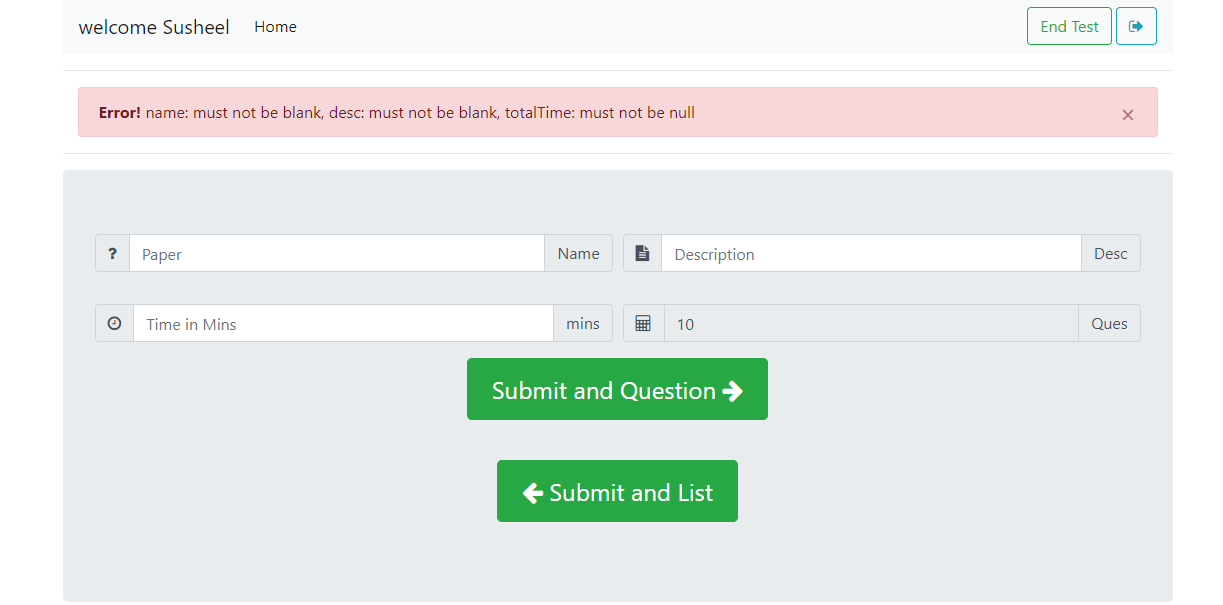 welcome Susheel Home End Test
Error! name: must not be blank, desc: must not be blank, totalTime: must not be null ×
? Paper Name Description Desc
Time in Mins mins 10 Ques
Submit and Question
Submit and List